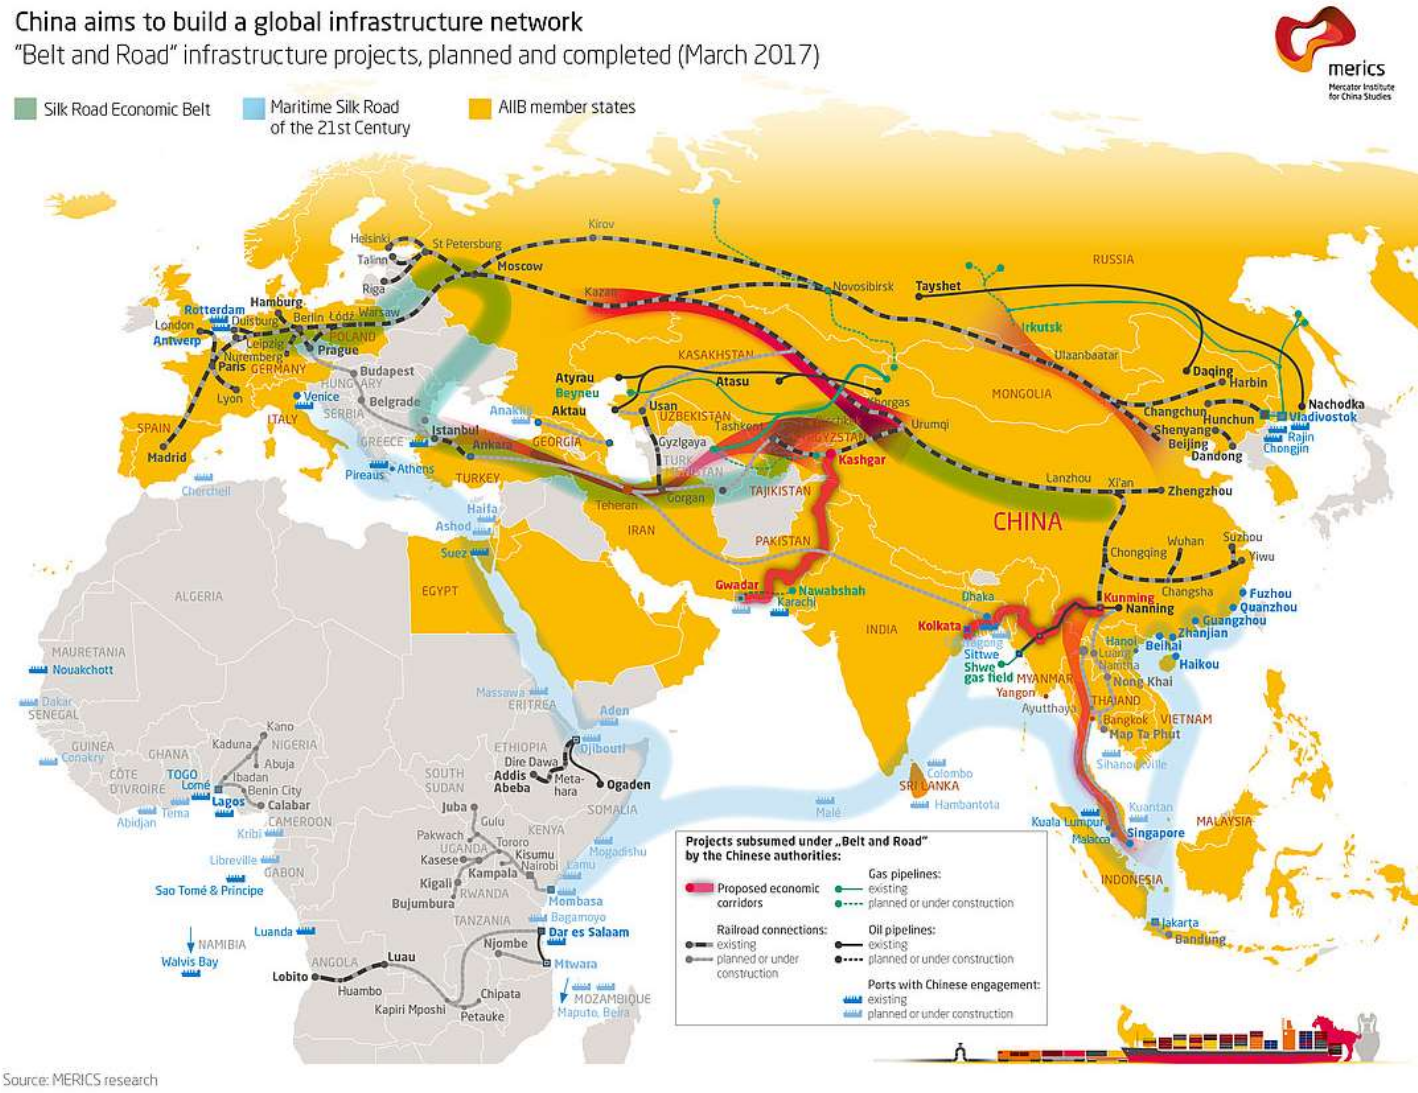 China aims to build a global infrastructure network
"Belt and Road" infrastructure projects, planned and completed (March 2017)
merics
Mercator Institute
for China Studies
Silk Road Economic Belt
Maritime Silk Road
of the 21st Century
AIIB member states
Kirov
Helsinki
St Petersburg
Talinn
Moscow
RUSSIA
Riga
Kazan
Novosibirsk
Tayshet
Hamburg
Rotterdam
Duisburg
Berlin
Łódź
Warsaw
London
Antwerp
Leipzig
POLAND
Irkutsk
Nuremberg
Prague
Paris
GERMANY
KASAKHSTAN
Ulaanbaatar
Budapest
Atyrau
Atasu
Daqing
HUNGARY
Beyneu
Harbin
Lyon
Venice
MONGOLIA
Belgrade
Khorgas
Nachodka
SERBIA
Anaklia
Aktau
Usan
UZBEKISTAN
Changchun
Hunchun
Vladivostok
ITALY
Tashkent
Urumqi
SPAIN
Istanbul
Shenyang
Rajin
GREECE
Ankara
GEORGIA
Gyzlgaya
Beijing
Chongjin
Madrid
Dandong
TURK
Kashgar
Pireaus
Athens
TURKEY
Lanzhou
Xi'an
Zhengzhou
Cherchell
Teheran
Gorgan
TAJIKISTAN
Haifa
CHINA
Ashod
IRAN
PAKISTAN
Suez
Wuhan
Suzhou
Chongqing
Yiwu
EGYPT
Gwadar
Nawabshah
Dhaka
Changsha
ALGERIA
Karachi
Kunming
Nanning
Fuzhou
Quanzhou
Kolkata
INDIA
Guangzhou
Hanoi
Zhanjian
Beihai
MAURETANIA
Sittwe
Luang
Namtha
Haikou
Nouakchott
Shwe
gas field
MYANMAR
Nong Khai
Yangon
Massawa
Dakar
SENEGAL
ERITREA
Aden
Ayutthaya
THAILAND
Bangkok
VIETNAM
Kano
Map Ta Phut
GUINEA
Conakry
GHANA
Kaduna
NIGERIA
ETHIOPIA
Djibouti
Abuja
Dire Dawa
Sihanoukville
CÔTE
D'IVROIRE
TOGO
Lomé
Ibadan
Benin City
SOUTH
SUDAN
Addis
Abeba
Meta-
hara
Ogaden
Colombo
SRI LANKA
Lagos
Calabar
Juba
SOMALIA
Malé
Hambantota
Kuantan
Abidjan
Tema
CAMEROON
Gulu
Kuala Lumpur
MALAYSIA
Kribi
Pakwach
KENYA
Singapore
UGANDA
Tororo
Malacca
Libreville
Kasese
Kisumu
Mogadishu
GABON
Kampala
Nairobi
Lamu
INDONESIA
Sao Tomé & Principe
Kigali
RWANDA
Bujumbura
Mombasa
TANZANIA
Bagamoyo
Jakarta
Luanda
Dar es Salaam
Bandung
NAMIBIA
Njombe
Walvis Bay
ANGOLA
Luau
Mtwara
Lobito
Huambo
Chipata
MOZAMBIQUE
Kapiri Mposhi
Petauke
Maputo, Beira
Projects subsumed under „Belt and Road"
by the Chinese authorities:
Proposed economic
corridors
Gas pipelines:
existing
planned or under construction
Railroad connections:
existing
planned or under
construction
Oil pipelines:
existing
planned or under construction
Ports with Chinese engagement:
existing
planned or under construction
Source: MERICS research